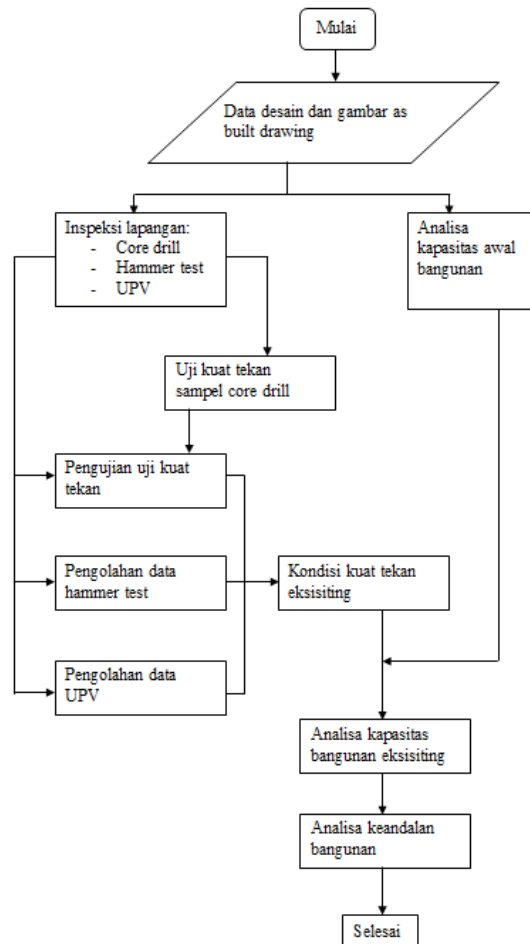 Mulai
Data desain dan gambar as
built drawing
Inspeksi lapangan:
- Core drill
- Hammer test
- UPV
Analisa
kapasitas awal
bangunan
Uji kuat tekan
sampel core drill
Pengujian uji kuat
tekan
Pengolahan data
hammer test
Kondisi kuat tekan
eksisiting
Pengolahan data
UPV
Analisa kapasitas
bangunan eksisiting
Analisa keandalan
bangunan
Selesai